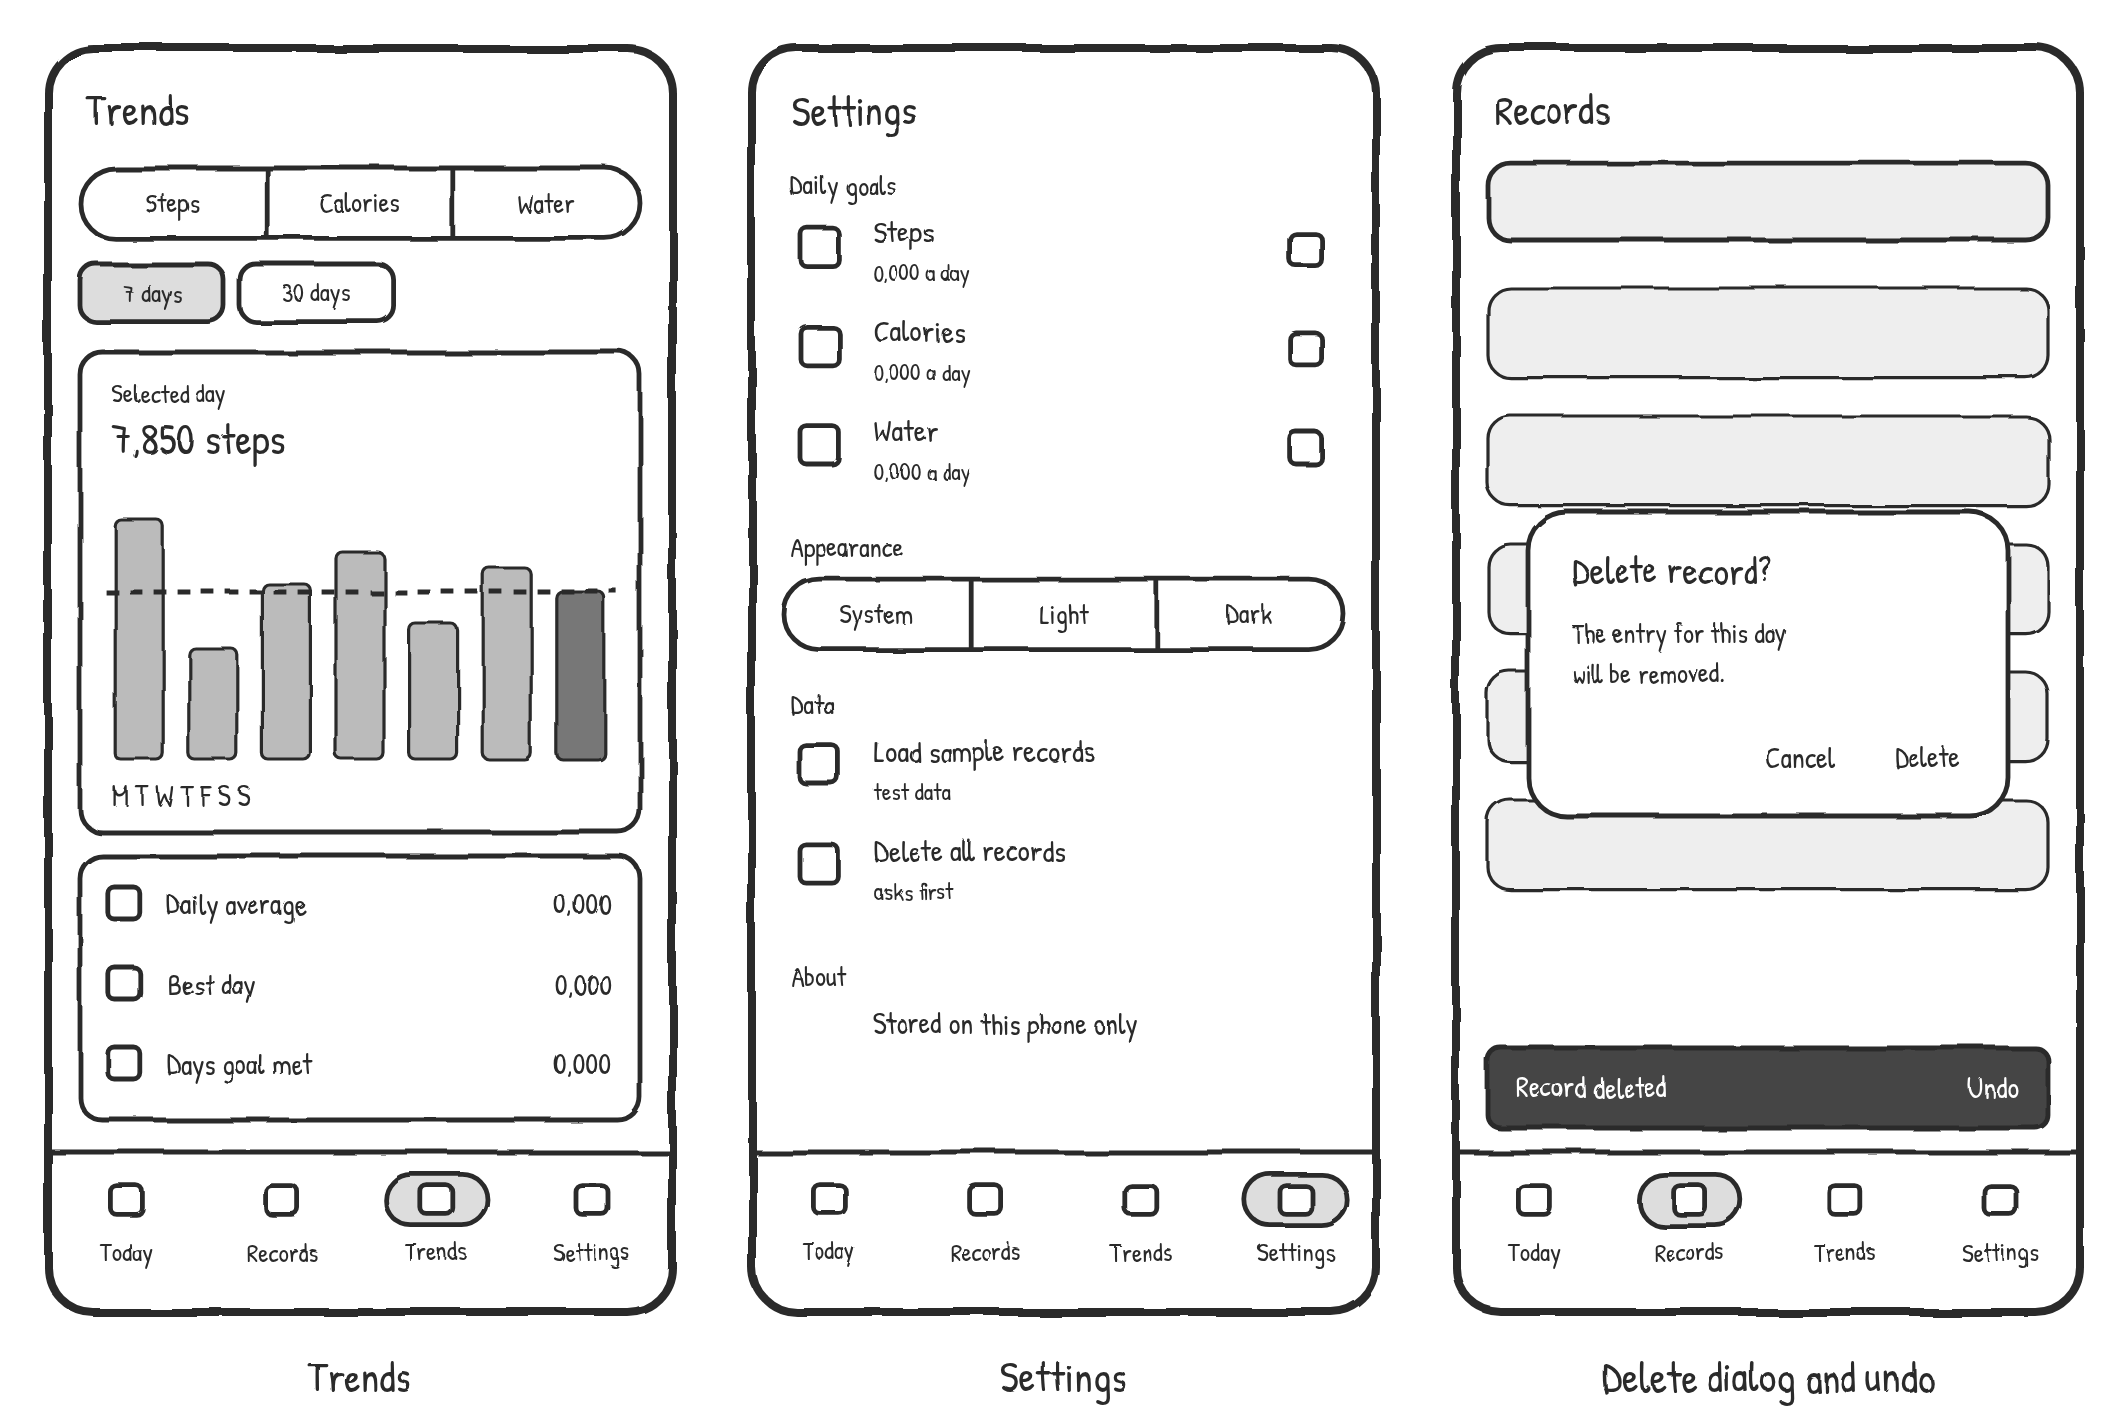 Trends
Steps Calories Water
7 days 30 days
Selected day
7,850 steps
M T W T F S S
Daily average 0,000
Best day 0,000
Days goal met 0,000
Today Records Trends Settings
Trends
Settings
Daily goals
Steps
0,000 a day
Calories
0,000 a day
Water
0,000 a day
Appearance
System Light Dark
Data
Load sample records
test data
Delete all records
asks first
About
Stored on this phone only
Today Records Trends Settings
Settings
Records
Delete record?
The entry for this day
will be removed.
Cancel Delete
Record deleted Undo
Today Records Trends Settings
Delete dialog and undo